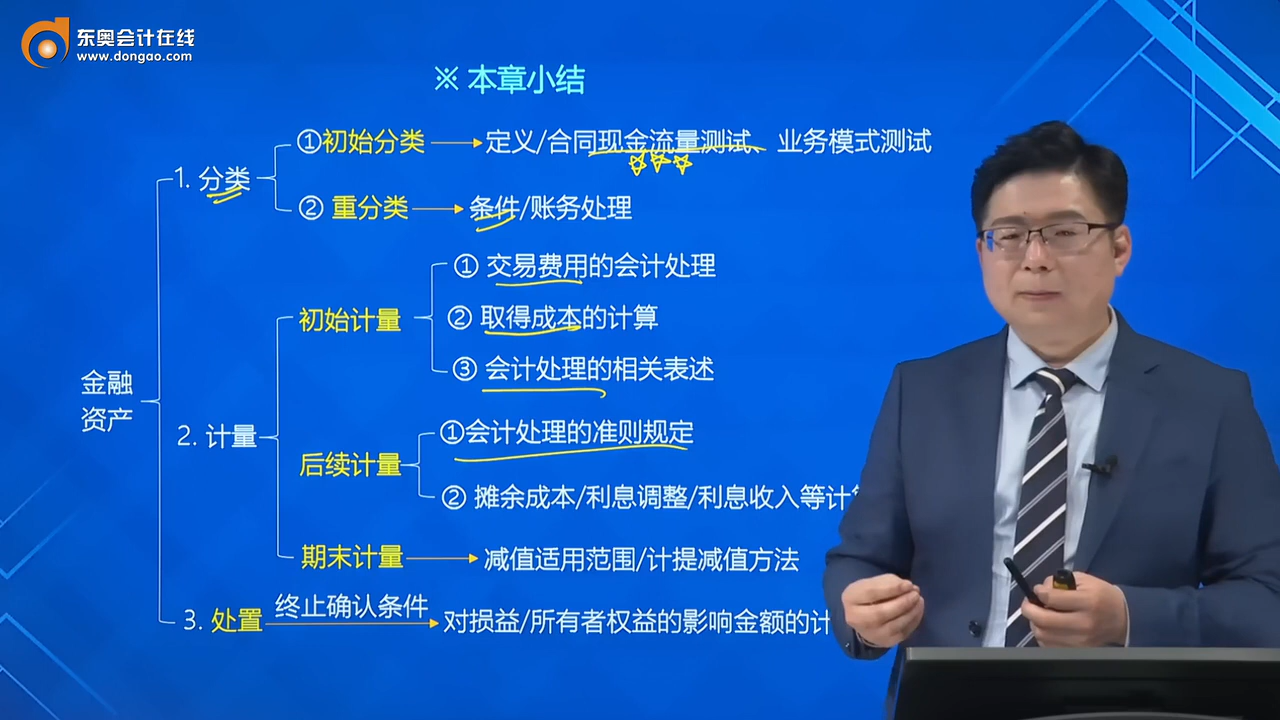 东奥会计在线
www.dongao.com
※ 本章小结
①初始分类 定义/合同现金流量测试、业务模式测试
1. 分类
② 重分类 条件/账务处理
① 交易费用的会计处理
初始计量 ② 取得成本的计算
③ 会计处理的相关表述
金融
资产
2. 计量
①会计处理的准则规定
后续计量
② 摊余成本/利息调整/利息收入等计
期末计量 减值适用范围/计提减值方法
3. 处置 终止确认条件 对损益/所有者权益的影响金额的计